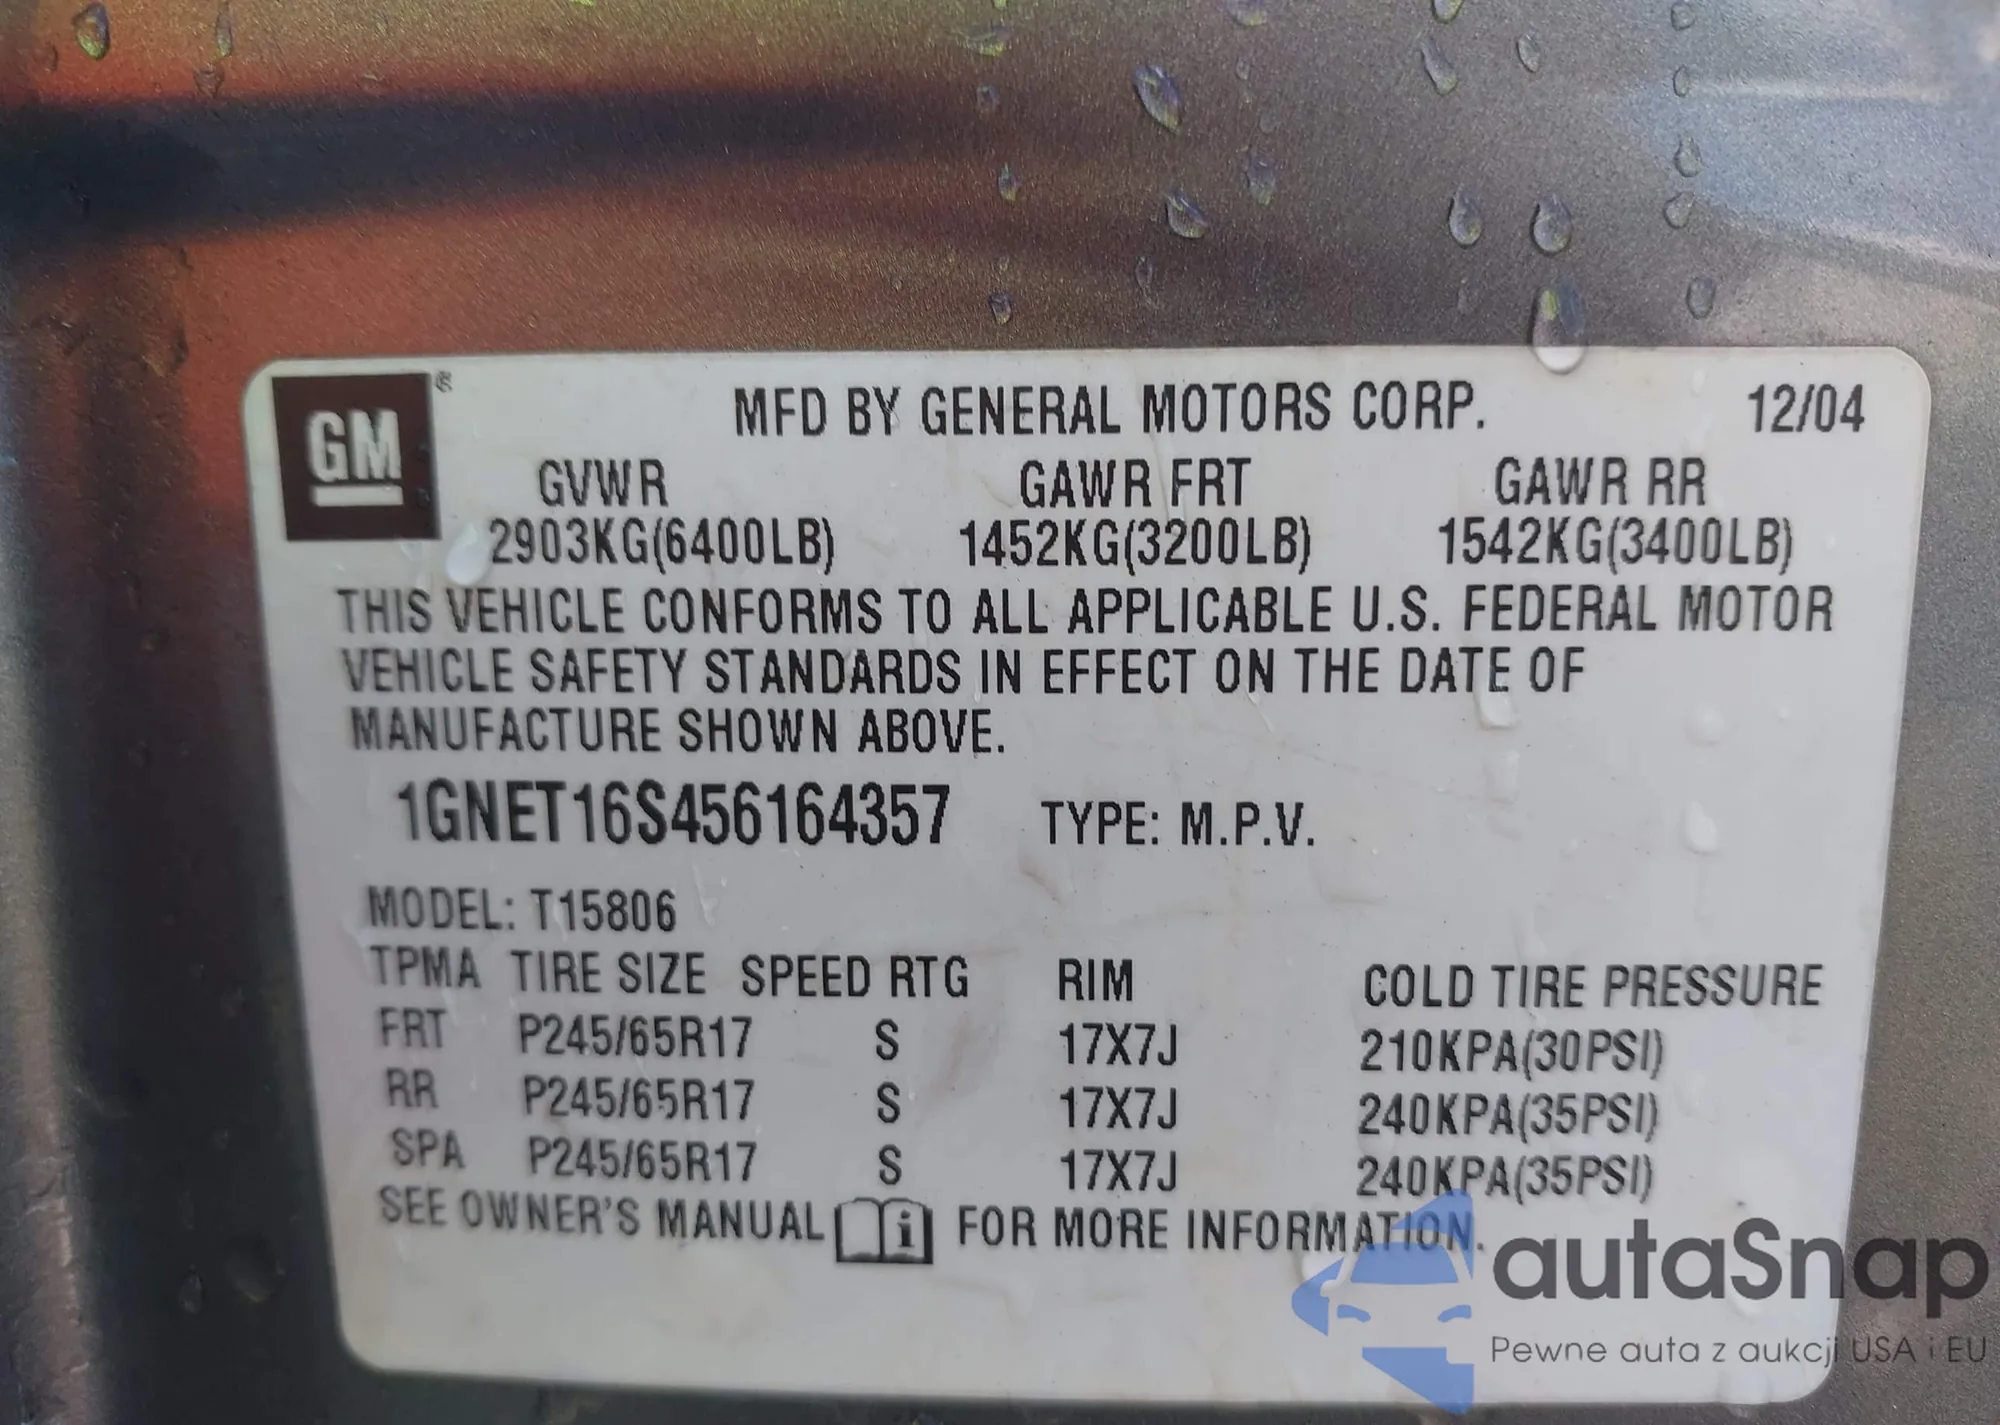 GM®
MFD BY GENERAL MOTORS CORP. 12/04
GVWR GAWR FRT GAWR RR
2903KG(6400LB) 1452KG(3200LB) 1542KG(3400LB)
THIS VEHICLE CONFORMS TO ALL APPLICABLE U.S. FEDERAL MOTOR
VEHICLE SAFETY STANDARDS IN EFFECT ON THE DATE OF
MANUFACTURE SHOWN ABOVE.
1GNET16S456164357 TYPE: M.P.V.
MODEL: T15806
TPMA TIRE SIZE SPEED RTG RIM COLD TIRE PRESSURE
FRT P245/65R17 S 17X7J 210KPA(30PSI)
RR P245/65R17 S 17X7J 240KPA(35PSI)
SPA P245/65R17 S 17X7J 240KPA(35PSI)
SEE OWNER'S MANUAL i FOR MORE INFORMATION.
autaSnap
Pewne auta z aukcji USA i EU